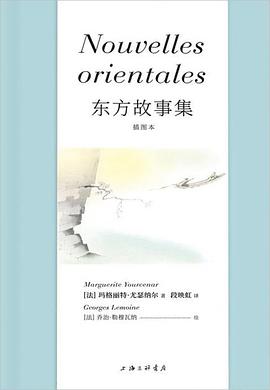 Nouvelles
orientales
东方故事集
插图本
Marguerite Yourcenar
[法] 玛格丽特·尤瑟纳尔 著 段映虹 译
Georges Lemoine
[法] 乔治·勒穆瓦纳 绘
上海三联书店